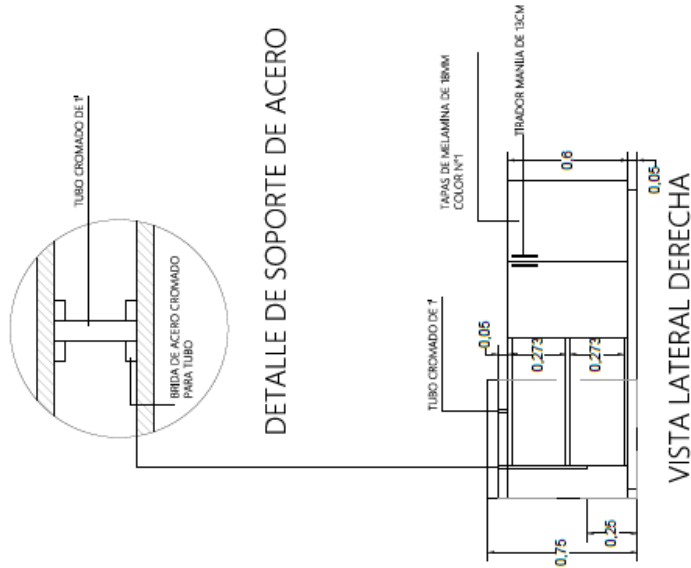 TUBO CROMADO DE 1'
BRIDA DE ACERO CROMADO
PARA TUBO
DETALLE DE SOPORTE DE ACERO
TUBO CROMADO DE 1'
TAPAS DE MELAMINA DE 18MM
COLOR N°1
TIRADOR MANIJA DE 13CM
0,05
0,273
0,273
0,6
0,05
0,75
0,25
VISTA LATERAL DERECHA